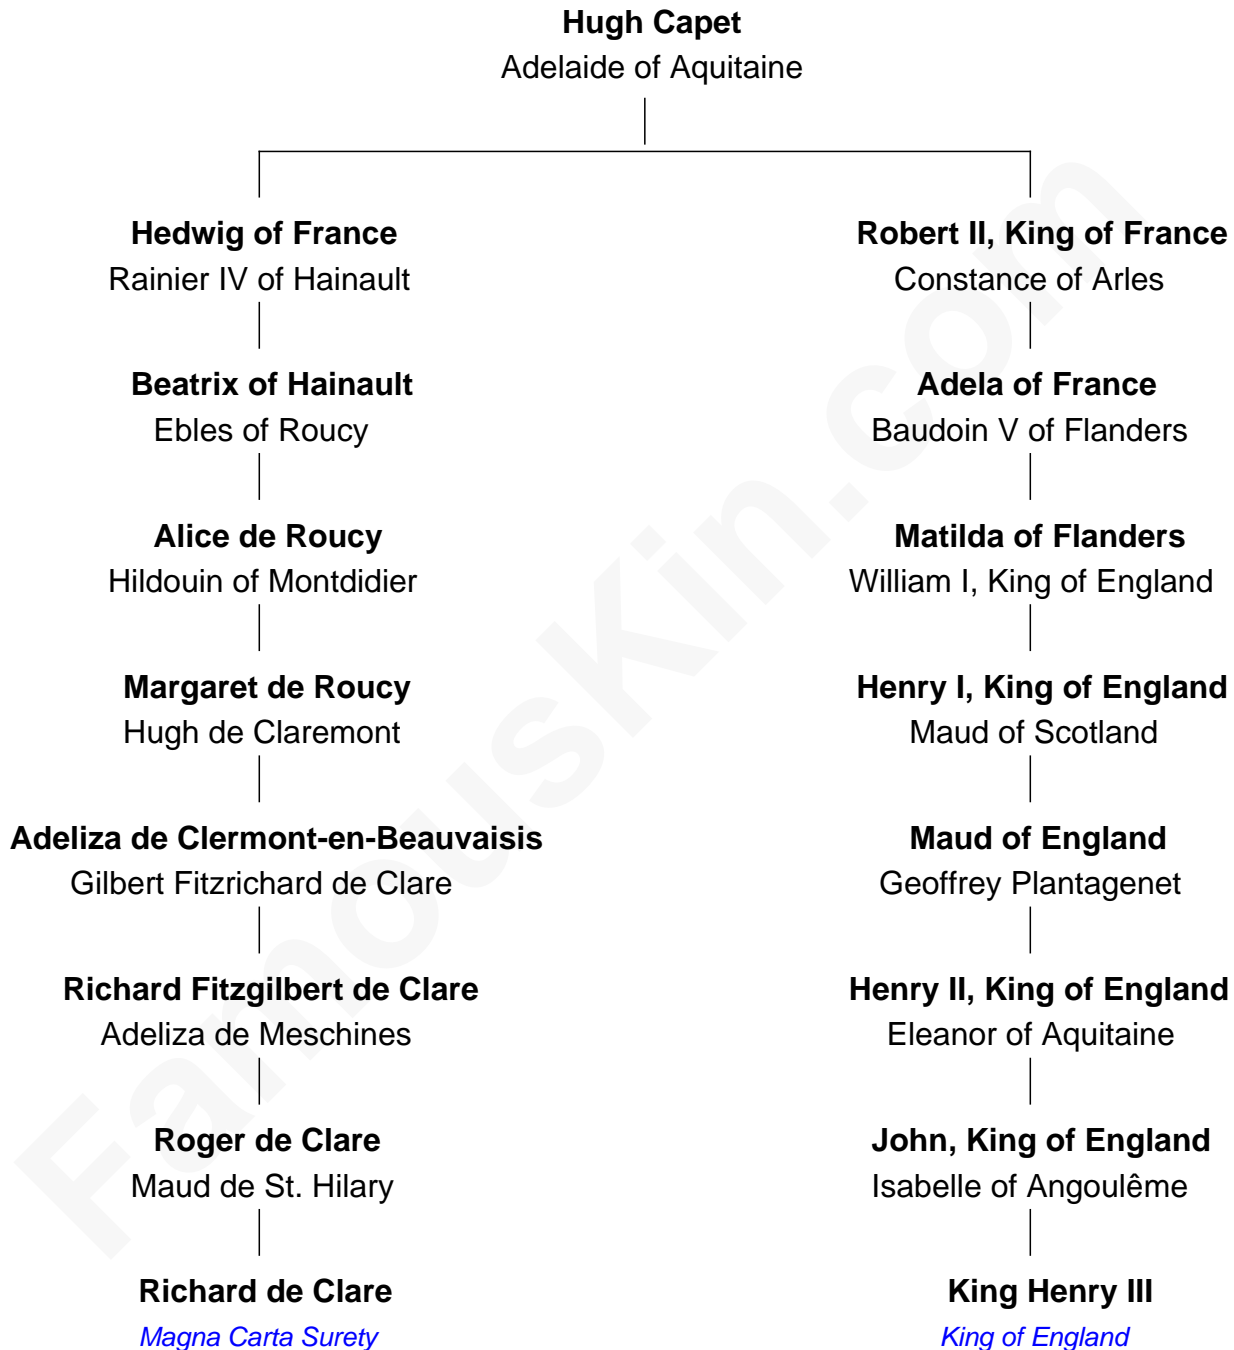 Hugh Capet
Adelaide of Aquitaine
Hedwig of France
Rainier IV of Hainault
Robert II, King of France
Constance of Arles
Beatrix of Hainault
Ebles of Roucy
Adela of France
Baudoin V of Flanders
Alice de Roucy
Hildouin of Montdidier
Matilda of Flanders
William I, King of England
Margaret de Roucy
Hugh de Claremont
Henry I, King of England
Maud of Scotland
Adeliza de Clermont-en-Beauvaisis
Gilbert Fitzrichard de Clare
Maud of England
Geoffrey Plantagenet
Richard Fitzgilbert de Clare
Adeliza de Meschines
Henry II, King of England
Eleanor of Aquitaine
Roger de Clare
Maud de St. Hilary
John, King of England
Isabelle of Angoulême
Richard de Clare
Magna Carta Surety
King Henry III
King of England
FamousKin.com